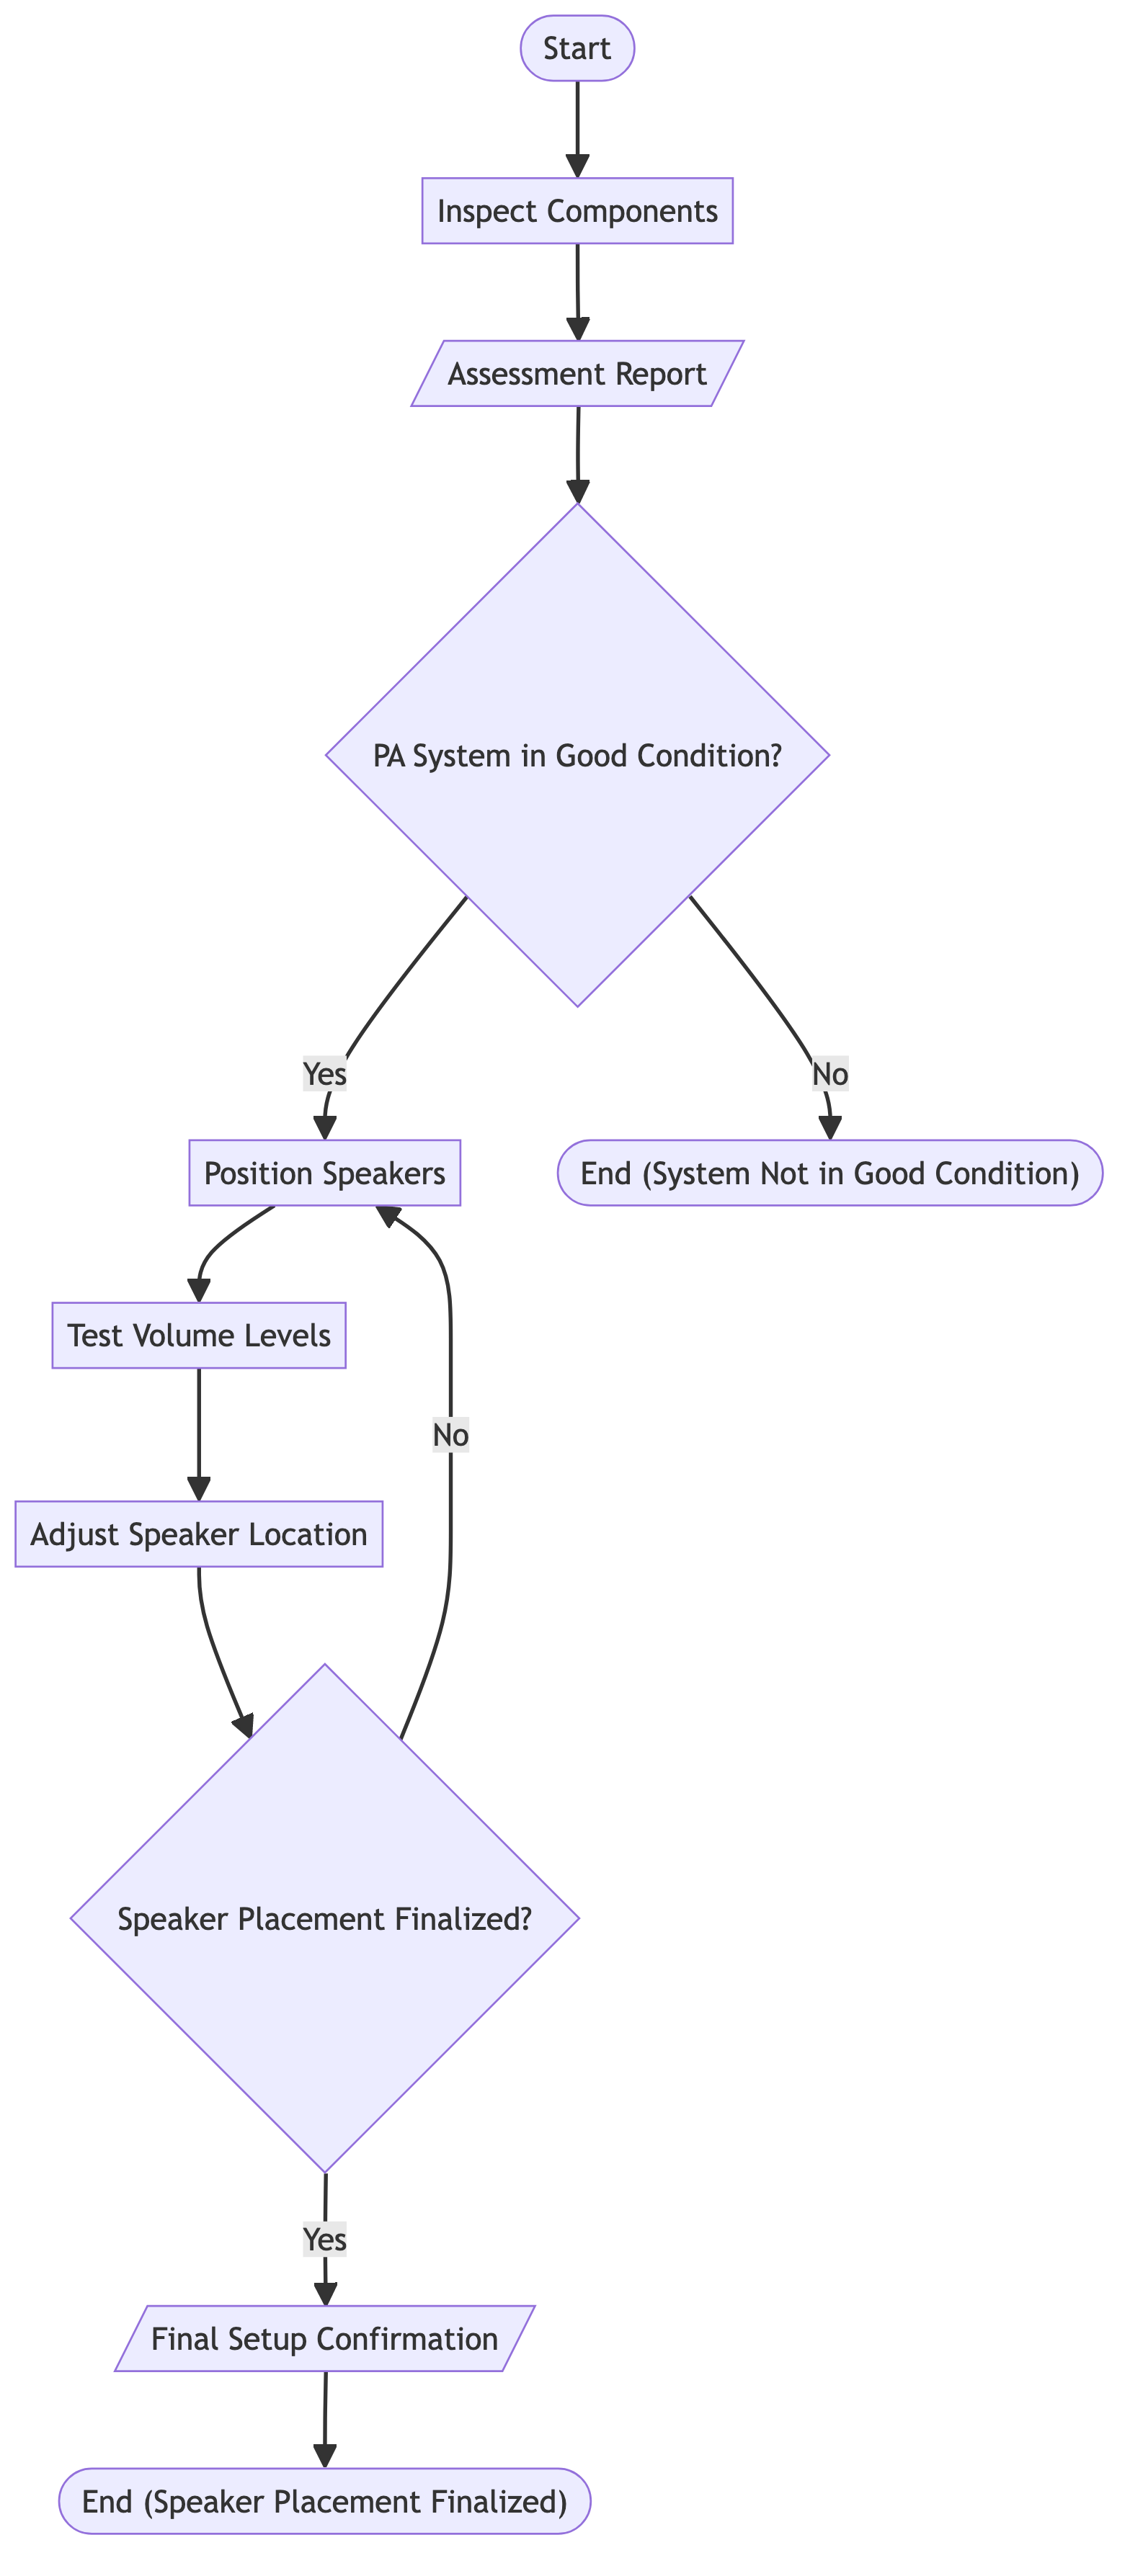 Start
Inspect Components
Assessment Report
PA System in Good Condition?
Yes
No
Position Speakers
End (System Not in Good Condition)
Test Volume Levels
No
Adjust Speaker Location
Speaker Placement Finalized?
Yes
Final Setup Confirmation
End (Speaker Placement Finalized)